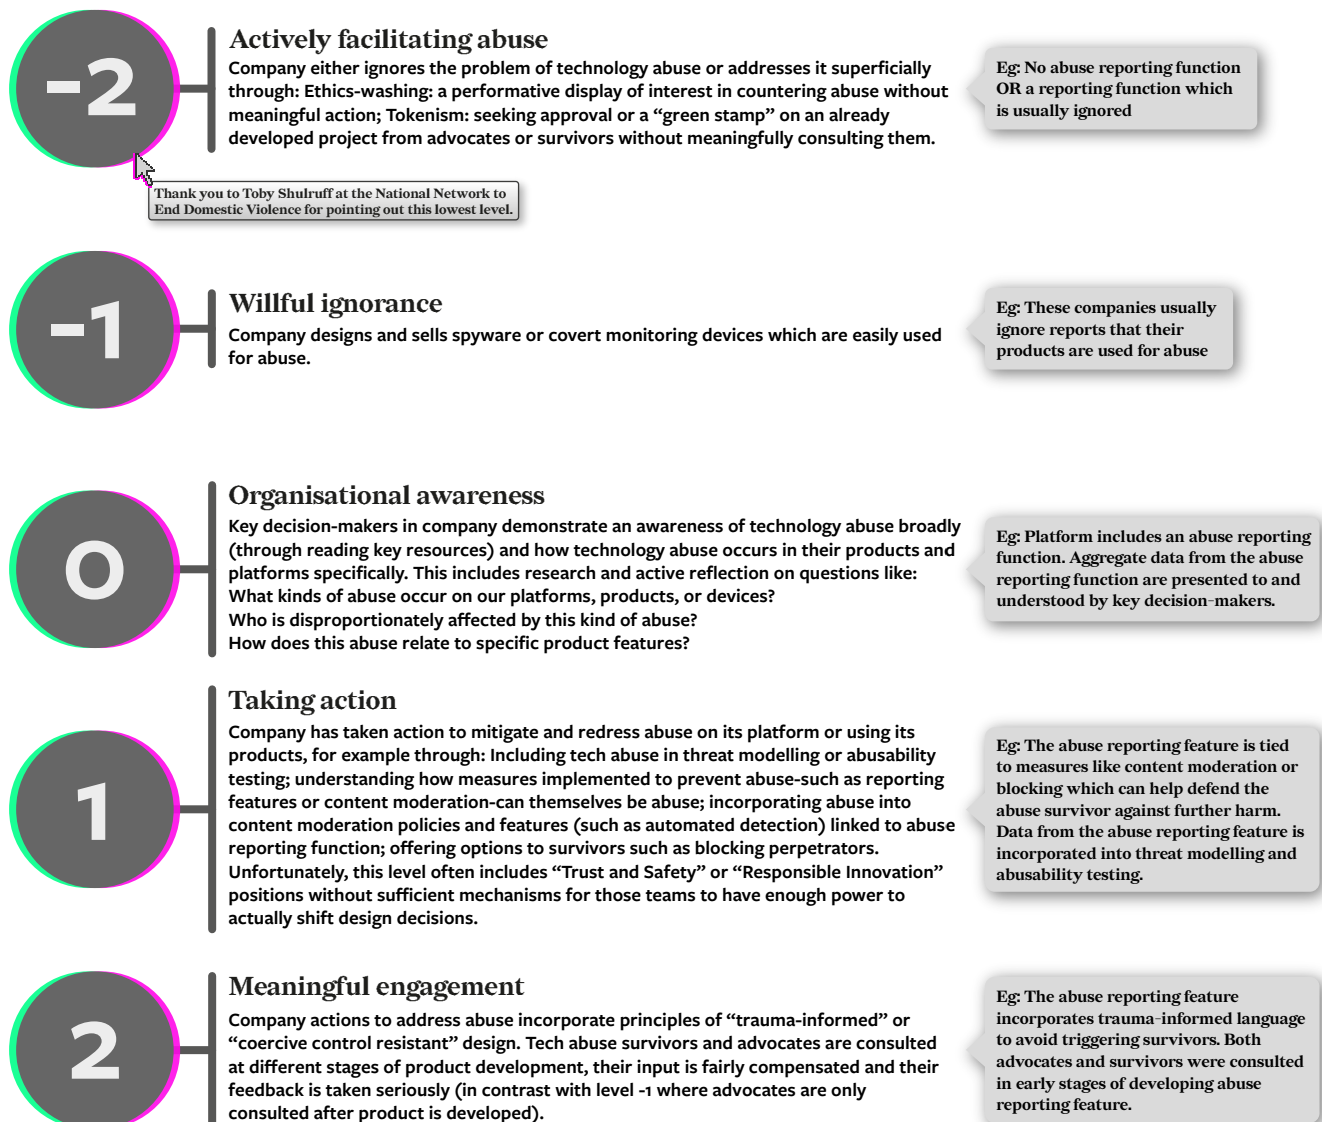 -2
Actively facilitating abuse
Company either ignores the problem of technology abuse or addresses it superficially
through: Ethics-washing: a performative display of interest in countering abuse without
meaningful action; Tokenism: seeking approval or a “green stamp” on an already
developed project from advocates or survivors without meaningfully consulting them.
Eg: No abuse reporting function
OR a reporting function which
is usually ignored
Thank you to Toby Shulruff at the National Network to
End Domestic Violence for pointing out this lowest level.
-1
Willful ignorance
Company designs and sells spyware or covert monitoring devices which are easily used
for abuse.
Eg: These companies usually
ignore reports that their
products are used for abuse
0
Organisational awareness
Key decision-makers in company demonstrate an awareness of technology abuse broadly
(through reading key resources) and how technology abuse occurs in their products and
platforms specifically. This includes research and active reflection on questions like:
What kinds of abuse occur on our platforms, products, or devices?
Who is disproportionately affected by this kind of abuse?
How does this abuse relate to specific product features?
Eg: Platform includes an abuse reporting
function. Aggregate data from the abuse
reporting function are presented to and
understood by key decision-makers.
1
Taking action
Company has taken action to mitigate and redress abuse on its platform or using its
products, for example through: Including tech abuse in threat modelling or abusability
testing; understanding how measures implemented to prevent abuse-such as reporting
features or content moderation-can themselves be abuse; incorporating abuse into
content moderation policies and features (such as automated detection) linked to abuse
reporting function; offering options to survivors such as blocking perpetrators.
Unfortunately, this level often includes “Trust and Safety” or “Responsible Innovation”
positions without sufficient mechanisms for those teams to have enough power to
actually shift design decisions.
Eg: The abuse reporting feature is tied
to measures like content moderation or
blocking which can help defend the
abuse survivor against further harm.
Data from the abuse reporting feature is
incorporated into threat modelling and
abusability testing.
2
Meaningful engagement
Company actions to address abuse incorporate principles of “trauma-informed” or
“coercive control resistant” design. Tech abuse survivors and advocates are consulted
at different stages of product development, their input is fairly compensated and their
feedback is taken seriously (in contrast with level -1 where advocates are only
consulted after product is developed).
Eg: The abuse reporting feature
incorporates trauma-informed language
to avoid triggering survivors. Both
advocates and survivors were consulted
in early stages of developing abuse
reporting feature.